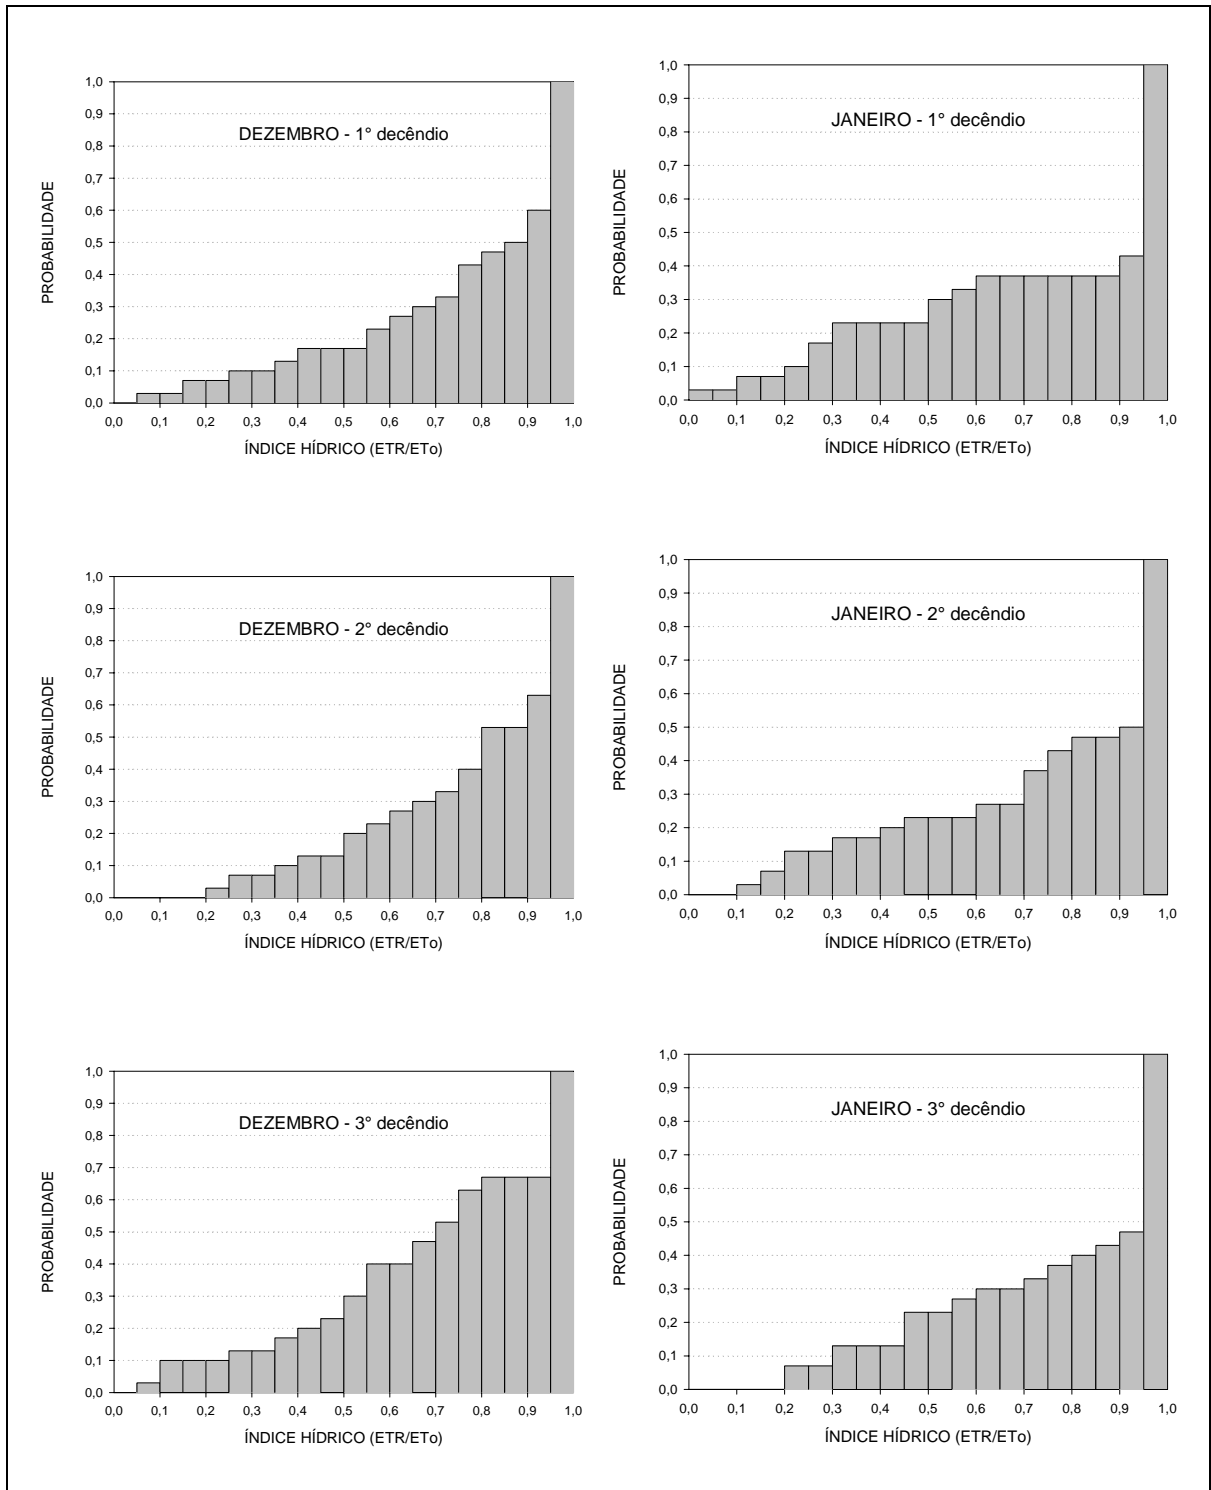 DEZEMBRO - 1° decêndio
PROBABILIDADE
1,0
0,9
0,8
0,7
0,6
0,5
0,4
0,3
0,2
0,1
0,0
0,0 0,1 0,2 0,3 0,4 0,5 0,6 0,7 0,8 0,9 1,0
ÍNDICE HÍDRICO (ETR/ETo)
JANEIRO - 1° decêndio
PROBABILIDADE
1,0
0,9
0,8
0,7
0,6
0,5
0,4
0,3
0,2
0,1
0,0
0,0 0,1 0,2 0,3 0,4 0,5 0,6 0,7 0,8 0,9 1,0
ÍNDICE HÍDRICO (ETR/ETo)
DEZEMBRO - 2° decêndio
PROBABILIDADE
1,0
0,9
0,8
0,7
0,6
0,5
0,4
0,3
0,2
0,1
0,0
0,0 0,1 0,2 0,3 0,4 0,5 0,6 0,7 0,8 0,9 1,0
ÍNDICE HÍDRICO (ETR/ETo)
JANEIRO - 2° decêndio
PROBABILIDADE
1,0
0,9
0,8
0,7
0,6
0,5
0,4
0,3
0,2
0,1
0,0
0,0 0,1 0,2 0,3 0,4 0,5 0,6 0,7 0,8 0,9 1,0
ÍNDICE HÍDRICO (ETR/ETo)
DEZEMBRO - 3° decêndio
PROBABILIDADE
1,0
0,9
0,8
0,7
0,6
0,5
0,4
0,3
0,2
0,1
0,0
0,0 0,1 0,2 0,3 0,4 0,5 0,6 0,7 0,8 0,9 1,0
ÍNDICE HÍDRICO (ETR/ETo)
JANEIRO - 3° decêndio
PROBABILIDADE
1,0
0,9
0,8
0,7
0,6
0,5
0,4
0,3
0,2
0,1
0,0
0,0 0,1 0,2 0,3 0,4 0,5 0,6 0,7 0,8 0,9 1,0
ÍNDICE HÍDRICO (ETR/ETo)